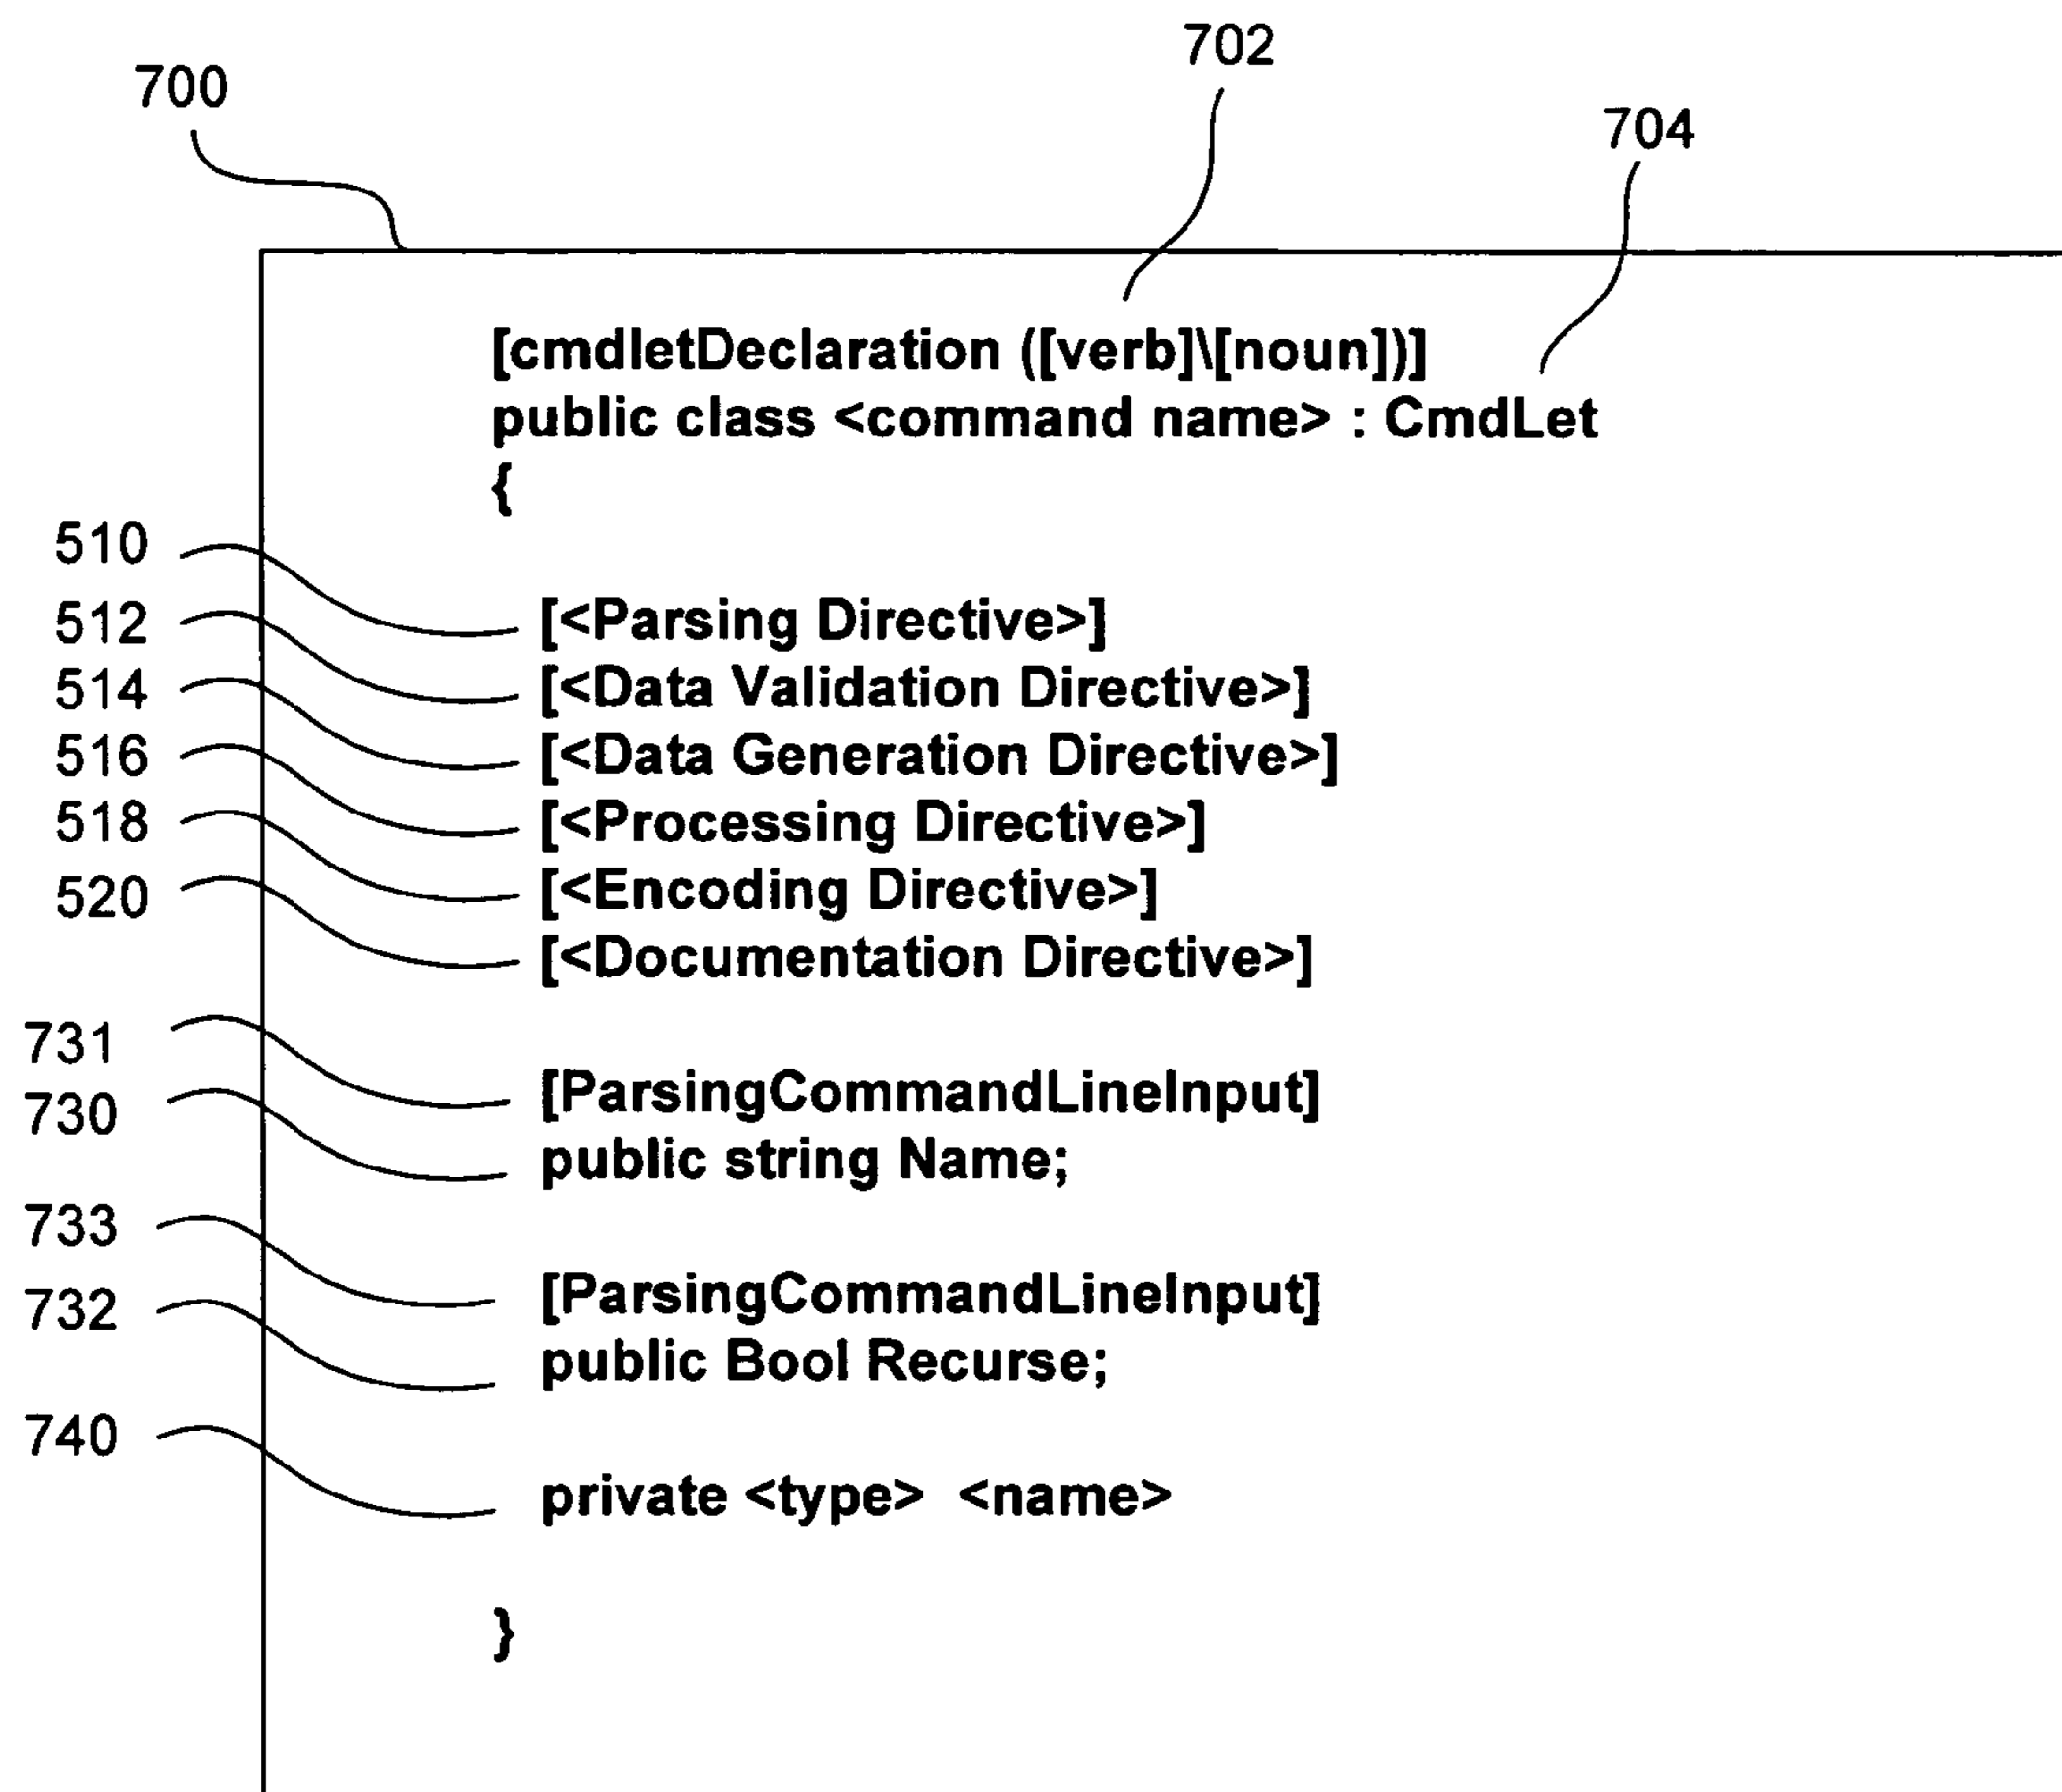 702
700
704
[cmdletDeclaration ([verb]\[noun])]
public class <command name> : CmdLet
{
510
[<Parsing Directive>]
512
[<Data Validation Directive>]
514
[<Data Generation Directive>]
516
[<Processing Directive>]
518
[<Encoding Directive>]
520
[<Documentation Directive>]
731
[ParsingCommandLineInput]
730
public string Name;
733
[ParsingCommandLineInput]
732
public Bool Recurse;
740
private <type> <name>
}